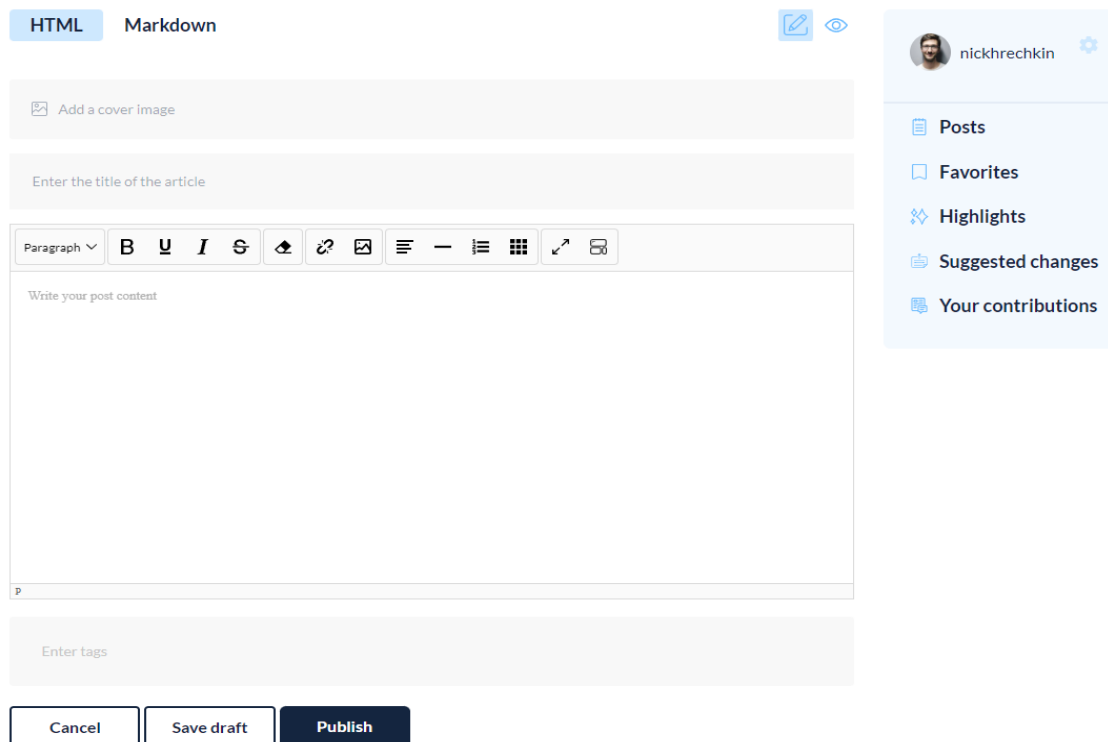 HTML
Markdown
nickhrechkin
Add a cover image
Posts
Enter the title of the article
Favorites
Highlights
Paragraph B U I S
Suggested changes
Write your post content
Your contributions
P
Enter tags
Cancel
Save draft
Publish